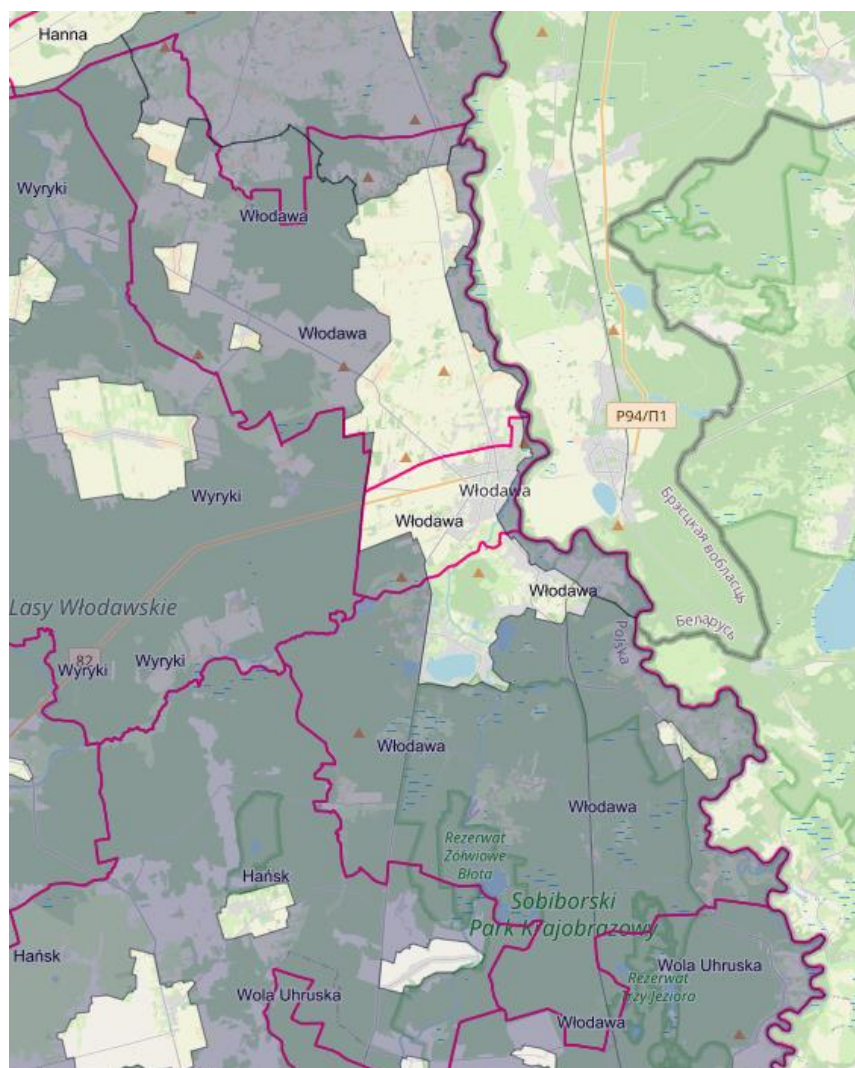 Hanna
Wyryki
Włodawa
Włodawa
P94/П1
Wyryki
Włodawa
Włodawa
Брэсцкая вобласць
Włodawa
Lasy Włodawskie
Беларусь
Polska
82
Wyryki
Wyryki
Włodawa
Włodawa
Rezerwat
Żółwiowe
Błota
Hańsk
Sobiborski
Park Krajobrazowy
Hańsk
Wola Uhruska
Rezerwat
Trzy Jeziora
Wola Uhruska
Włodawa